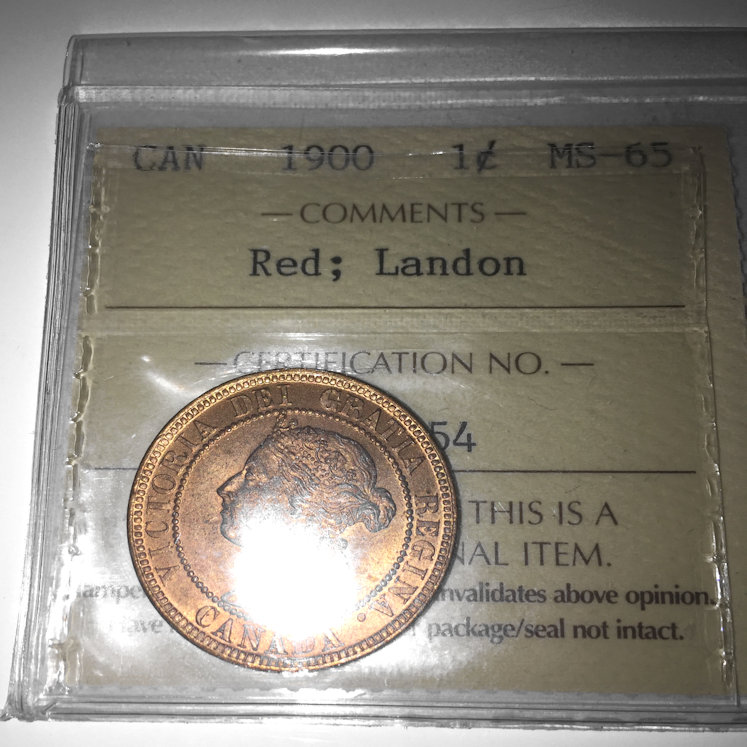 CAN 1900 1¢ MS-65
— COMMENTS —
Red; Landon
— CERTIFICATION NO. —
54
THIS IS A
NAL ITEM.
invalidates above opinion.
package/seal not intact.
VICTORIA DEI GRATIA REGINA.
CANADA